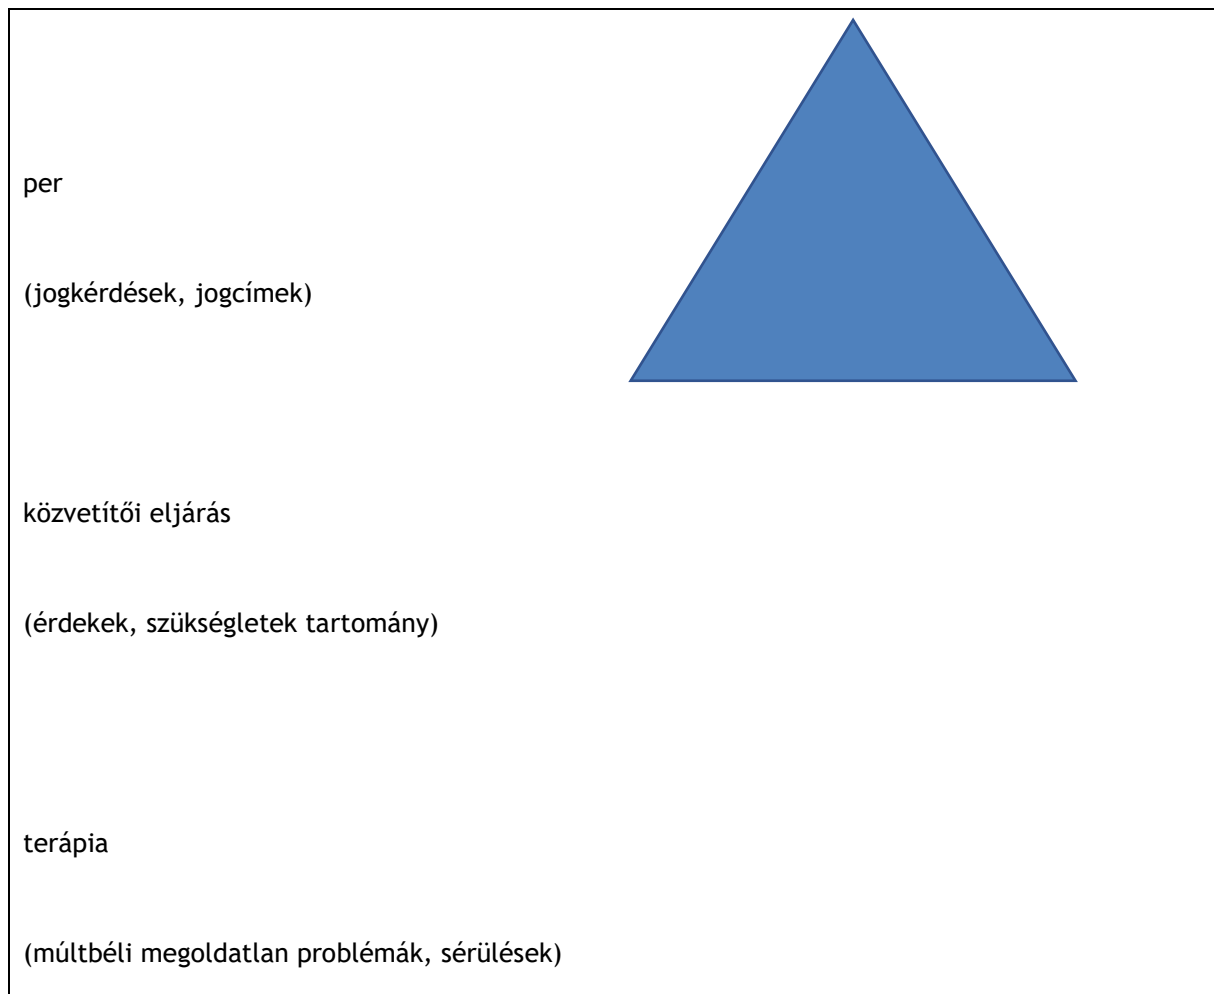 per
(jogkérdések, jogcímek)
közvetítői eljárás
(érdekek, szükségletek tartomány)
terápia
(múltbéli megoldatlan problémák, sérülések)